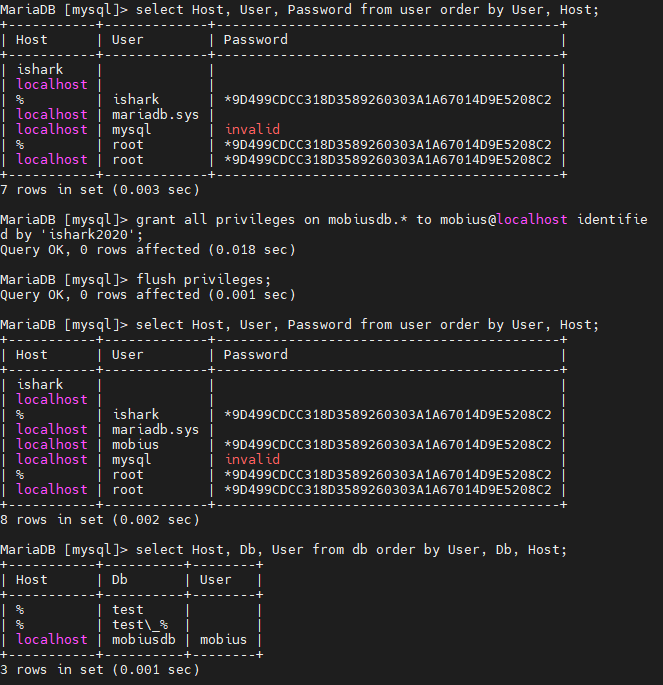 MariaDB [mysql]> select Host, User, Password from user order by User, Host;
+-----------+-------------+-------------------------------------------+
| Host      | User        | Password                                  |
+-----------+-------------+-------------------------------------------+
| ishark    |             |                                           |
| localhost |             |                                           |
| %         | ishark      | *9D499CDCC318D3589260303A1A67014D9E5208C2 |
| localhost | mariadb.sys |                                           |
| localhost | mysql       | invalid                                   |
| %         | root        | *9D499CDCC318D3589260303A1A67014D9E5208C2 |
| localhost | root        | *9D499CDCC318D3589260303A1A67014D9E5208C2 |
+-----------+-------------+-------------------------------------------+
7 rows in set (0.003 sec)

MariaDB [mysql]> grant all privileges on mobiusdb.* to mobius@localhost identifie
d by 'ishark2020';
Query OK, 0 rows affected (0.018 sec)

MariaDB [mysql]> flush privileges;
Query OK, 0 rows affected (0.001 sec)

MariaDB [mysql]> select Host, User, Password from user order by User, Host;
+-----------+-------------+-------------------------------------------+
| Host      | User        | Password                                  |
+-----------+-------------+-------------------------------------------+
| ishark    |             |                                           |
| localhost |             |                                           |
| %         | ishark      | *9D499CDCC318D3589260303A1A67014D9E5208C2 |
| localhost | mariadb.sys |                                           |
| localhost | mobius      | *9D499CDCC318D3589260303A1A67014D9E5208C2 |
| localhost | mysql       | invalid                                   |
| %         | root        | *9D499CDCC318D3589260303A1A67014D9E5208C2 |
| localhost | root        | *9D499CDCC318D3589260303A1A67014D9E5208C2 |
+-----------+-------------+-------------------------------------------+
8 rows in set (0.002 sec)

MariaDB [mysql]> select Host, Db, User from db order by User, Db, Host;
+-----------+----------+--------+
| Host      | Db       | User   |
+-----------+----------+--------+
| %         | test     |        |
| %         | test\_%  |        |
| localhost | mobiusdb | mobius |
+-----------+----------+--------+
3 rows in set (0.001 sec)